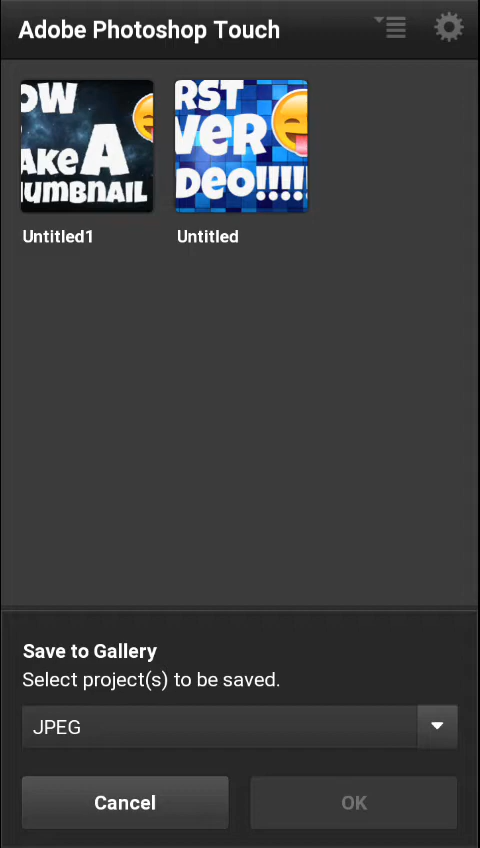 Adobe Photoshop Touch
OW
AKE A
UMBNAIL
RST
VER
DEO!!!!!
Untitled1
Untitled
Save to Gallery
Select project(s) to be saved.
JPEG
Cancel
OK